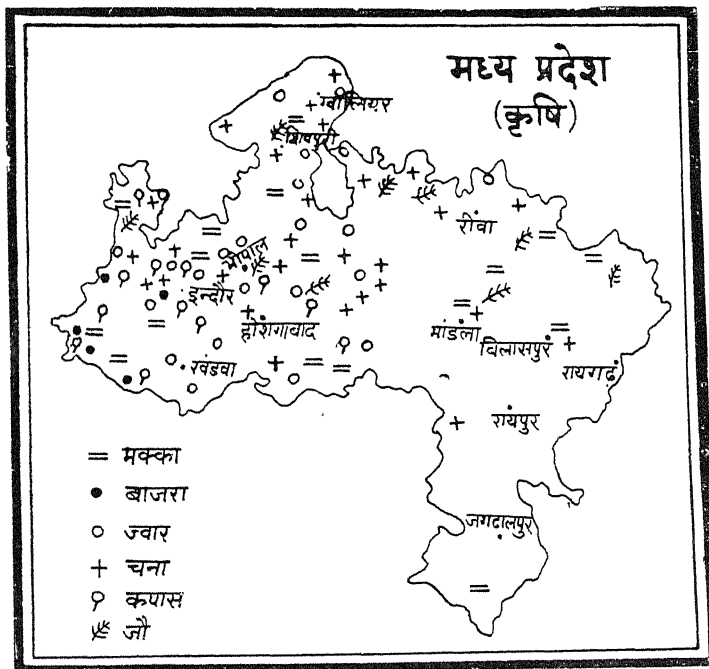 मध्य प्रदेश
(कृषि)
ग्वालियर
शिवपुरी
रींवा
भोपाल
इन्दौर
होशंगाबाद
मांडला
बिलासपुर
रायगढ़
खंडवा
रायपुर
जगदालपुर
मक्का
बाजरा
ज्वार
चना
कपास
जौ